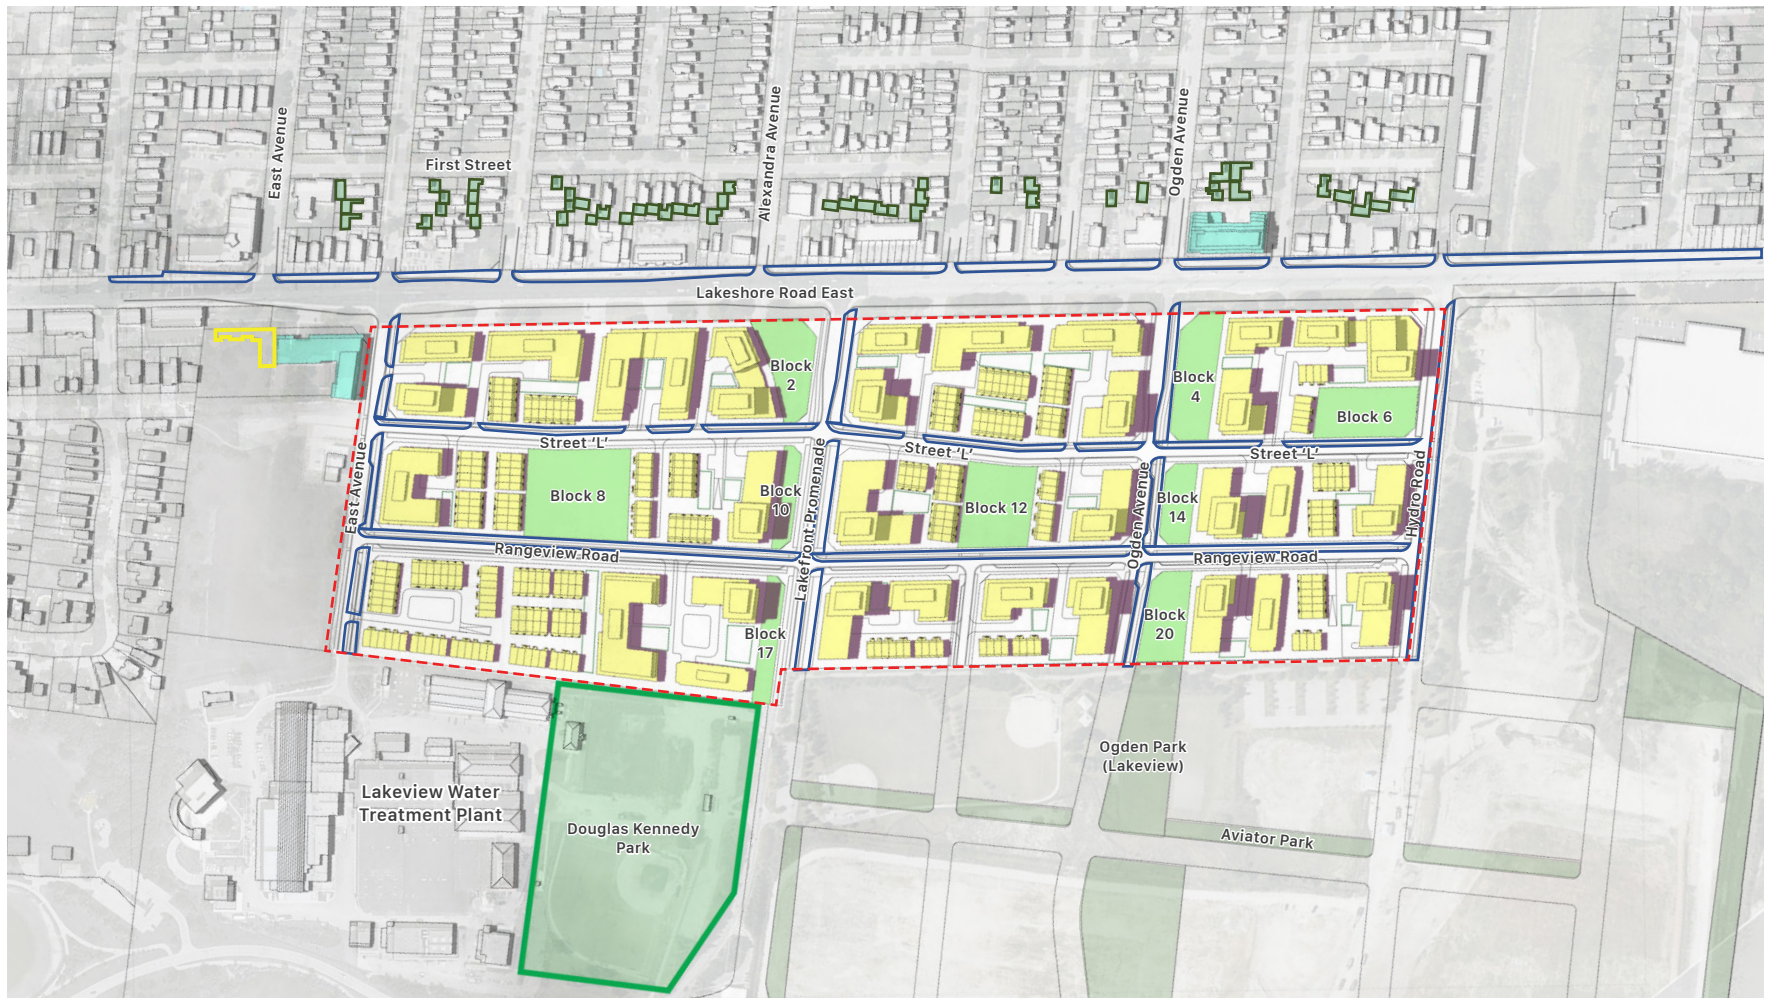 East Avenue
First Street
Alexandra Avenue
Ogden Avenue
Lakeshore Road East
Block
2
Block
4
Block 6
Street ‘L’
Street ‘L’
Street ‘L’
East Avenue
Block 8
Block
10
Lakefront Promenade
Block 12
Ogden Avenue
Block
14
Hydro Road
Rangeview Road
Rangeview Road
Block
17
Block
20
Ogden Park
(Lakeview)
Lakeview Water
Treatment Plant
Douglas Kennedy
Park
Aviator Park